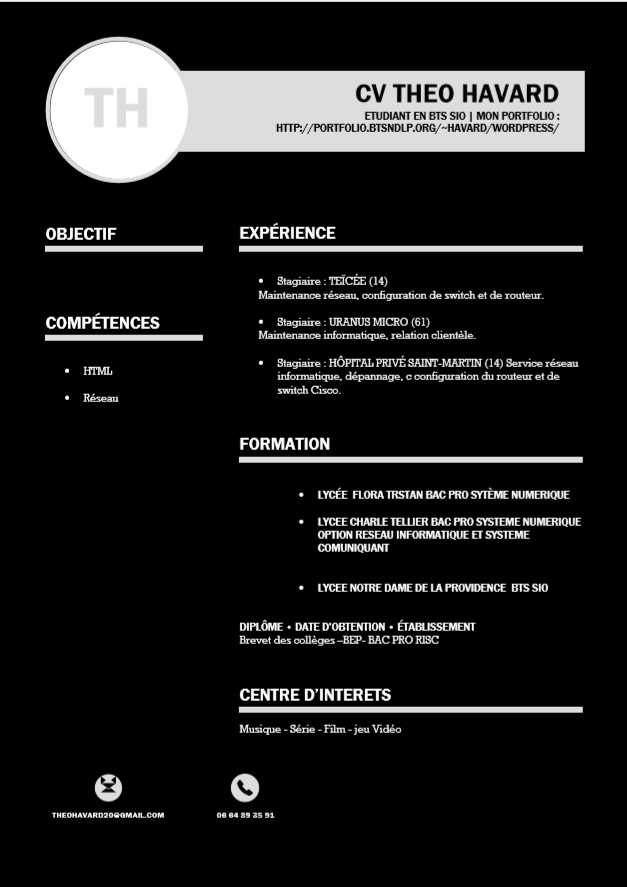 TH
CV THEO HAVARD
ETUDIANT EN BTS SIO | MON PORTFOLIO :
HTTP://PORTFOLIO.BTSNDLP.ORG/~HAVARD/WORDPRESS/
OBJECTIF
COMPÉTENCES
• HTML
• Réseau
EXPÉRIENCE
• Stagiaire : TEÏCÉE (14)
Maintenance réseau, configuration de switch et de routeur.
• Stagiaire : URANUS MICRO (61)
Maintenance informatique, relation clientèle.
• Stagiaire : HÔPITAL PRIVÉ SAINT-MARTIN (14) Service réseau
informatique, dépannage, c configuration du routeur et de
switch Cisco.
FORMATION
• LYCÉE FLORA TRSTAN BAC PRO SYTÈME NUMERIQUE
• LYCEE CHARLE TELLIER BAC PRO SYSTEME NUMERIQUE
OPTION RESEAU INFORMATIQUE ET SYSTEME
COMUNIQUANT
• LYCEE NOTRE DAME DE LA PROVIDENCE BTS SIO
DIPLÔME • DATE D'OBTENTION • ÉTABLISSEMENT
Brevet des collèges –BEP- BAC PRO RISC
CENTRE D'INTERETS
Musique - Série - Film - jeu Vidéo
THEOHAVARD20@GMAIL.COM
06 64 89 35 91